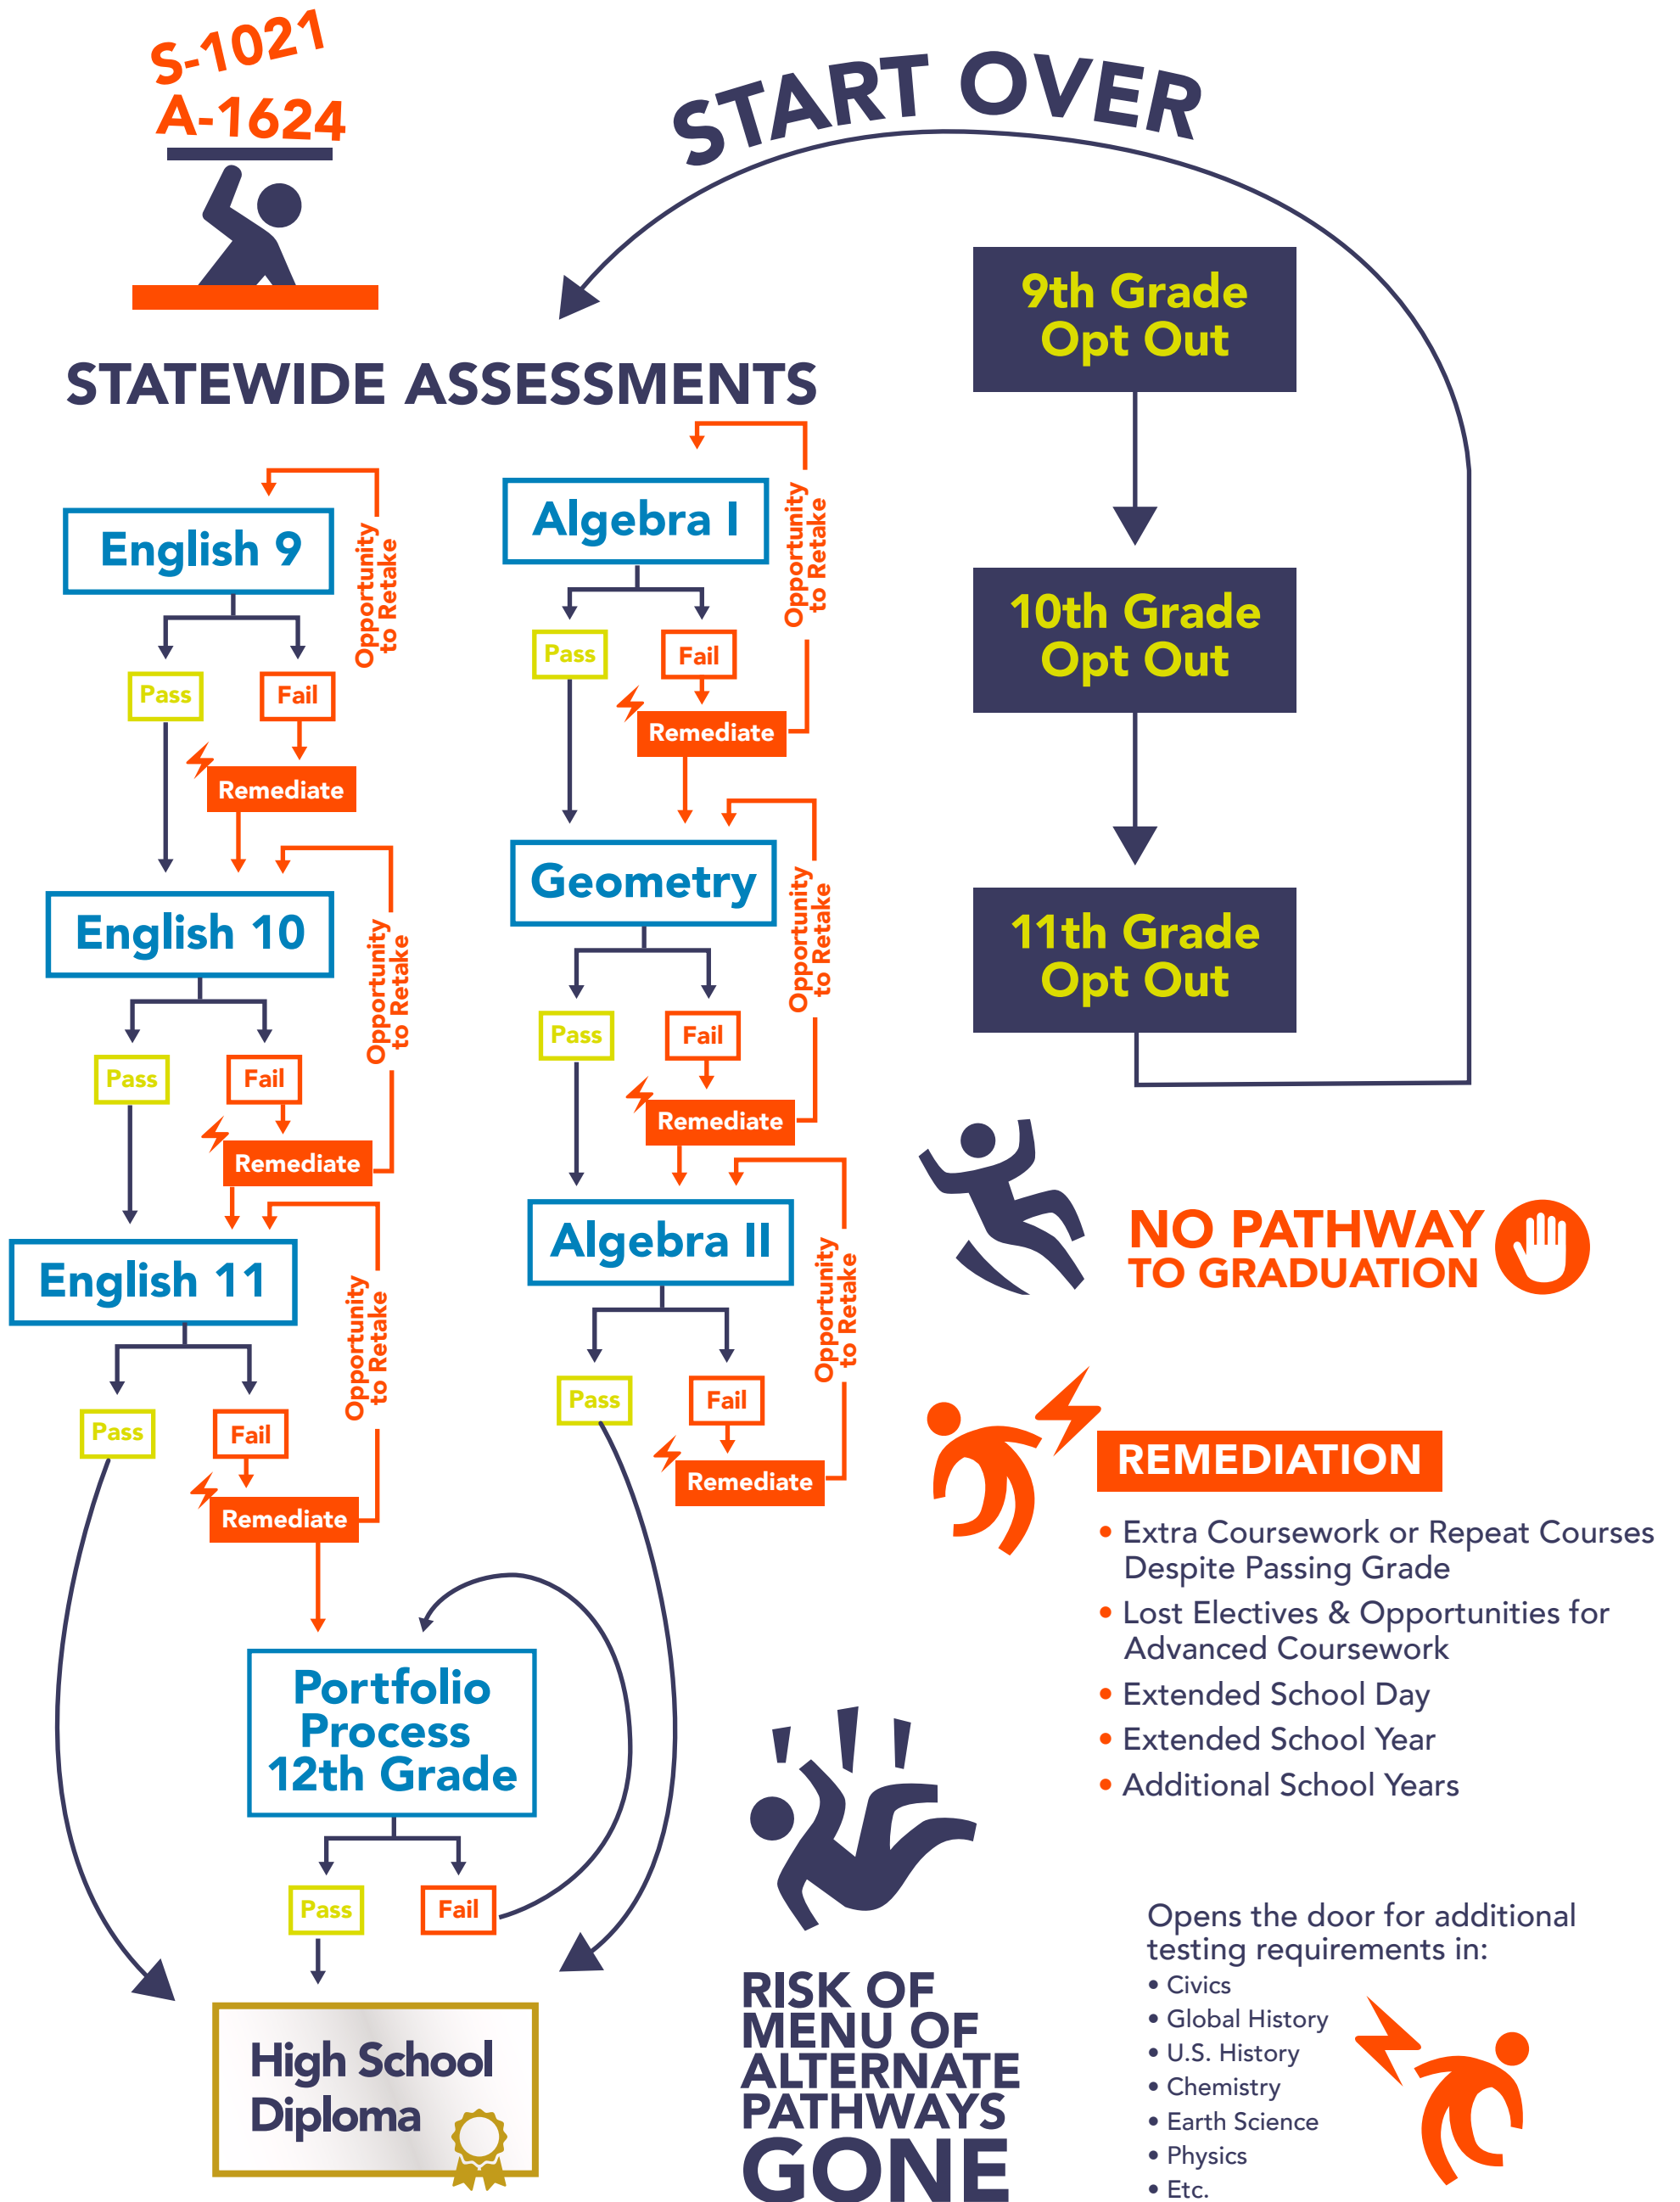 S-1021
A-1624
START OVER
STATEWIDE ASSESSMENTS
English 9
Opportunity
to Retake
Pass
Fail
Remediate
English 10
Opportunity
to Retake
Pass
Fail
Remediate
English 11
Opportunity
to Retake
Pass
Fail
Remediate
Portfolio
Process
12th Grade
Pass
Fail
High School
Diploma
Algebra I
Opportunity
to Retake
Pass
Fail
Remediate
Geometry
Opportunity
to Retake
Pass
Fail
Remediate
Algebra II
Opportunity
to Retake
Pass
Fail
Remediate
9th Grade
Opt Out
10th Grade
Opt Out
11th Grade
Opt Out
NO PATHWAY
TO GRADUATION
REMEDIATION
• Extra Coursework or Repeat Courses
Despite Passing Grade
• Lost Electives & Opportunities for
Advanced Coursework
• Extended School Day
• Extended School Year
• Additional School Years
RISK OF
MENU OF
ALTERNATE
PATHWAYS
GONE
Opens the door for additional
testing requirements in:
• Civics
• Global History
• U.S. History
• Chemistry
• Earth Science
• Physics
• Etc.